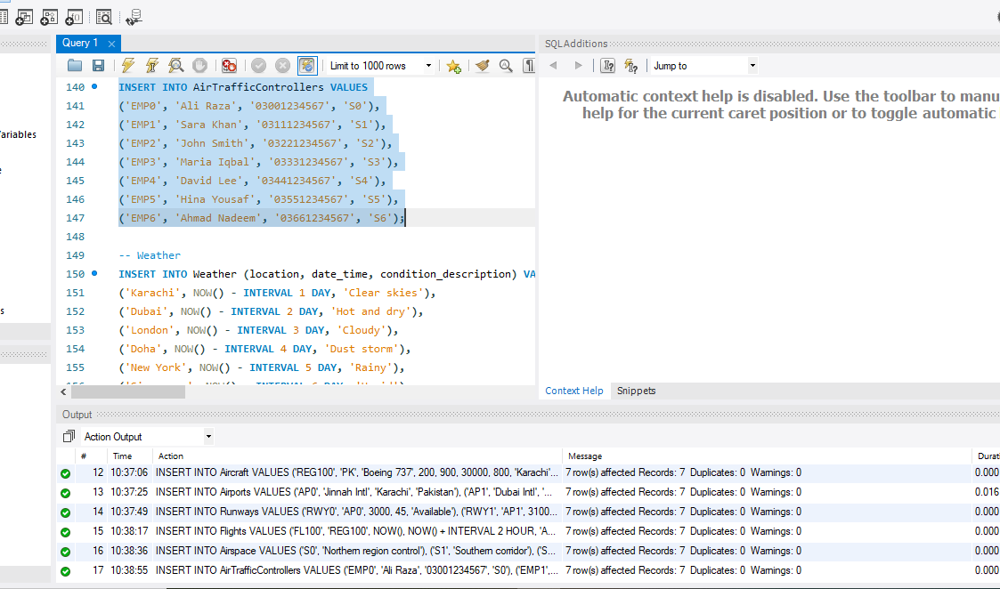 Query 1
SQLAdditions
Limit to 1000 rows
Jump to
140 INSERT INTO AirTrafficControllers VALUES
141 ('EMP0', 'Ali Raza', '03001234567', 'S0'),
142 ('EMP1', 'Sara Khan', '03111234567', 'S1'),
143 ('EMP2', 'John Smith', '03221234567', 'S2'),
144 ('EMP3', 'Maria Iqbal', '03331234567', 'S3'),
145 ('EMP4', 'David Lee', '03441234567', 'S4'),
146 ('EMP5', 'Hina Yousaf', '03551234567', 'S5'),
147 ('EMP6', 'Ahmad Nadeem', '03661234567', 'S6');
148
149 -- Weather
150 INSERT INTO Weather (location, date_time, condition_description) VA
151 ('Karachi', NOW() - INTERVAL 1 DAY, 'Clear skies'),
152 ('Dubai', NOW() - INTERVAL 2 DAY, 'Hot and dry'),
153 ('London', NOW() - INTERVAL 3 DAY, 'Cloudy'),
154 ('Doha', NOW() - INTERVAL 4 DAY, 'Dust storm'),
155 ('New York', NOW() - INTERVAL 5 DAY, 'Rainy'),
ariables
Automatic context help is disabled. Use the toolbar to manu
help for the current caret position or to toggle automatic
Context Help Snippets
Output
Action Output
# Time Action Message Durati
12 10:37:06 INSERT INTO Aircraft VALUES ('REG100', 'PK', 'Boeing 737', 200, 900, 30000, 800, 'Karachi'... 7 row(s) affected Records: 7 Duplicates: 0 Warnings: 0 0.000
13 10:37:25 INSERT INTO Airports VALUES ('AP0', 'Jinnah Intl', 'Karachi', 'Pakistan'), ('AP1', 'Dubai Intl', '... 7 row(s) affected Records: 7 Duplicates: 0 Warnings: 0 0.016
14 10:37:49 INSERT INTO Runways VALUES ('RWY0', 'AP0', 3000, 45, 'Available'), ('RWY1', 'AP1', 3100... 7 row(s) affected Records: 7 Duplicates: 0 Warnings: 0 0.000
15 10:38:17 INSERT INTO Flights VALUES ('FL100', 'REG100', NOW(), NOW() + INTERVAL 2 HOUR, 'A... 7 row(s) affected Records: 7 Duplicates: 0 Warnings: 0 0.000
16 10:38:36 INSERT INTO Airspace VALUES ('S0', 'Northern region control'), ('S1', 'Southern corridor'), ('S... 7 row(s) affected Records: 7 Duplicates: 0 Warnings: 0 0.000
17 10:38:55 INSERT INTO AirTrafficControllers VALUES ('EMP0', 'Ali Raza', '03001234567', 'S0'), ('EMP1',... 7 row(s) affected Records: 7 Duplicates: 0 Warnings: 0 0.000